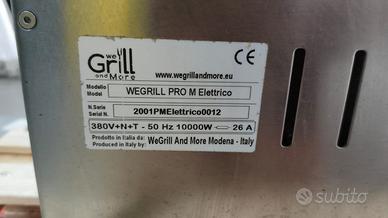 we
Grill
and More
CE
www.wegrillandmore.eu
Modello
Model
WEGRILL PRO M Elettrico
N. Serie
Serial N.
2001PMElettrico0012
380V+N+T - 50 Hz 10000W 26 A
Prodotto in Italia da:
Produced in Italy by:
WeGrill And More Modena - Italy
subito